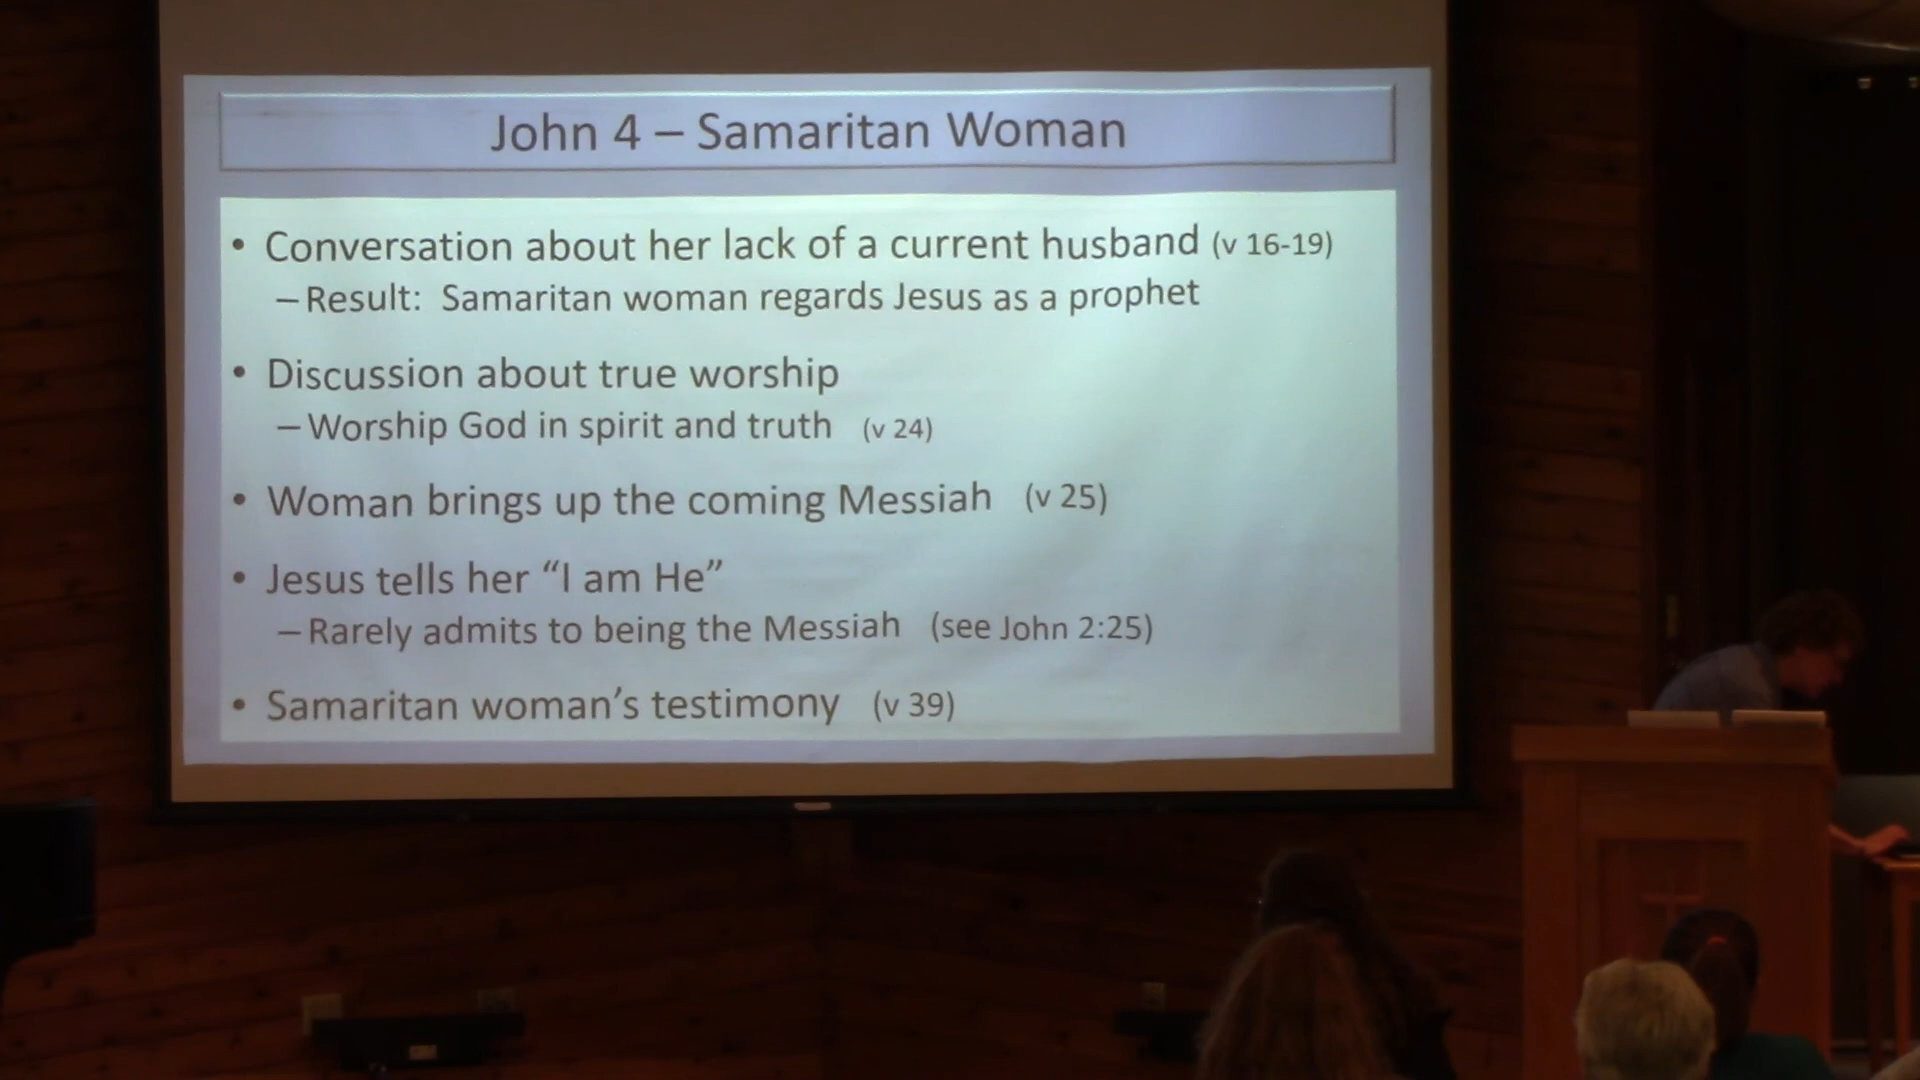 John 4 – Samaritan Woman
• Conversation about her lack of a current husband (v 16-19)
– Result: Samaritan woman regards Jesus as a prophet
• Discussion about true worship
– Worship God in spirit and truth (v 24)
• Woman brings up the coming Messiah (v 25)
• Jesus tells her “I am He”
– Rarely admits to being the Messiah (see John 2:25)
• Samaritan woman’s testimony (v 39)